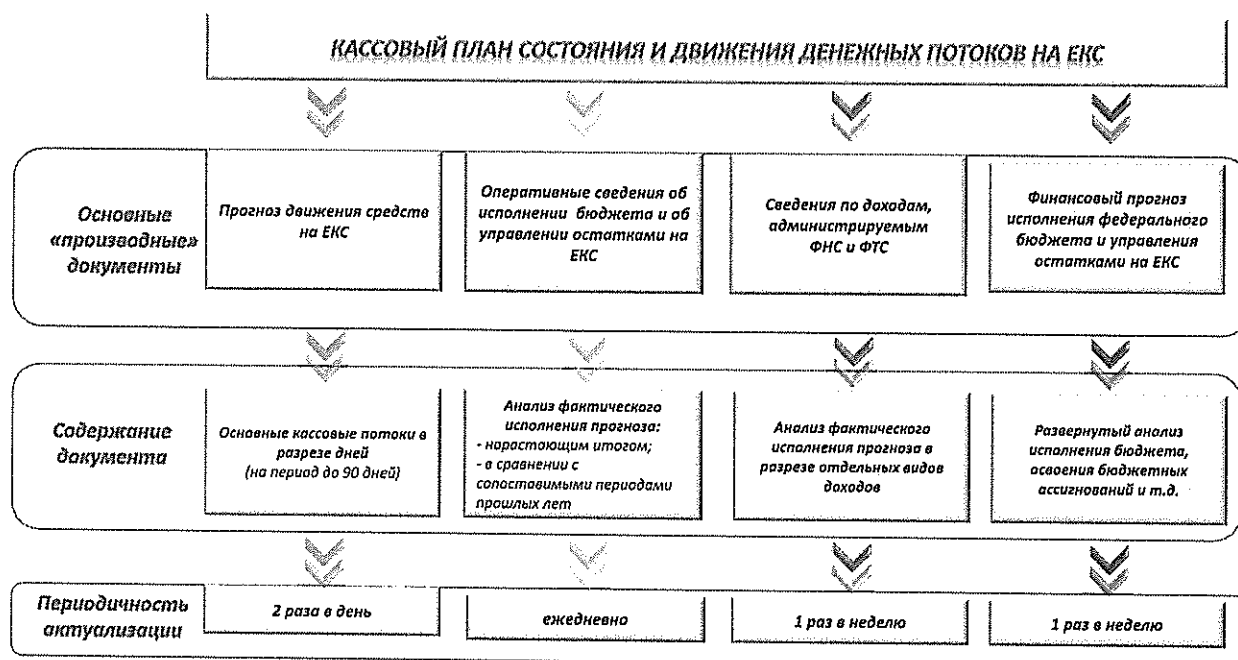 КАССОВЫЙ ПЛАН СОСТОЯНИЯ И ДВИЖЕНИЯ ДЕНЕЖНЫХ ПОТОКОВ НА ЕКС
Основные
«производные»
документы
Прогноз движения средств
на ЕКС
Оперативные сведения об
исполнении бюджета и об
управлении остатками на
ЕКС
Сведения по доходам,
администрируемым
ФНС и ФТС
Финансовый прогноз
исполнения федерального
бюджета и управления
остатками на ЕКС
Содержание
документа
Основные кассовые потоки в
разрезе дней
(на период до 90 дней)
Анализ фактического
исполнения прогноза:
- нарастающим итогом;
- в сравнении с
сопоставимыми периодами
прошлых лет
Анализ фактического
исполнения прогноза в
разрезе отдельных видов
доходов
Развернутый анализ
исполнения бюджета,
освоения бюджетных
ассигнований и т.д.
Периодичность
актуализации
2 раза в день
ежедневно
1 раз в неделю
1 раз в неделю